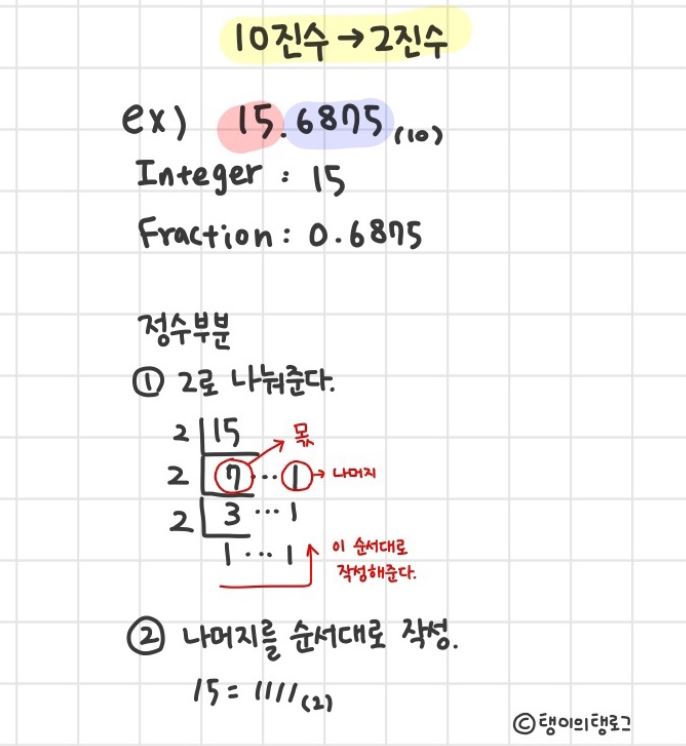 10진수→2진수
ex) 15.6875(10)
Integer : 15
Fraction: 0.6875
정수부분
① 2로 나눠준다.
2 15 몫
2 7 ··· 1 → 나머지
2 3 ··· 1
1 ··· 1 이 순서대로
작성해준다.
② 나머지를 순서대로 작성.
15 = 1111(2)
©탱이의탱로그